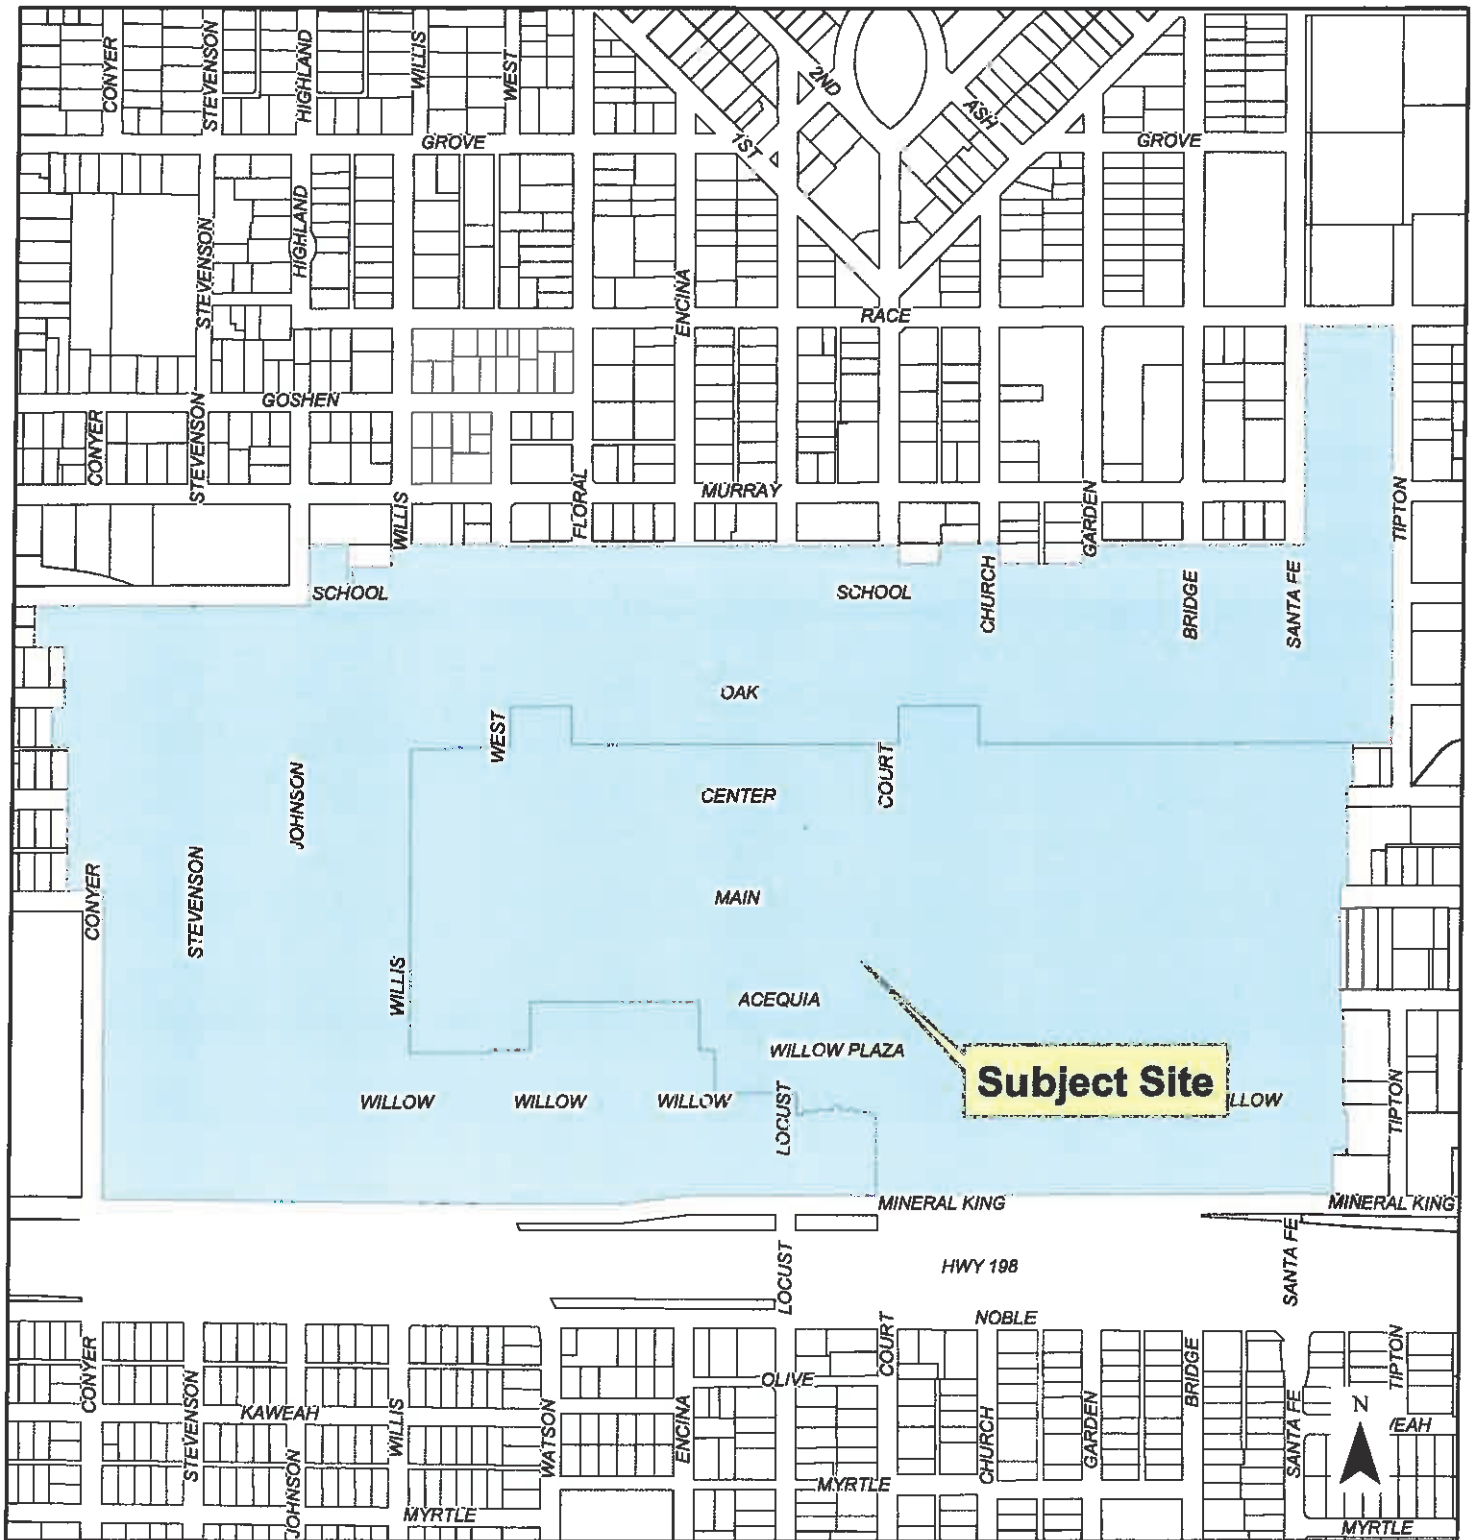 CONYER
STEVENSON
HIGHLAND
WILLIS
WEST
2ND
ASH
1ST
GROVE
GROVE
STEVENSON
HIGHLAND
ENCINA
RACE
GOSHEN
CONYER
STEVENSON
WILLIS
FLORAL
MURRAY
GARDEN
TIPTON
SCHOOL
SCHOOL
CHURCH
BRIDGE
SANTA FE
OAK
WEST
COURT
JOHNSON
CENTER
CONYER
STEVENSON
MAIN
WILLIS
ACEQUIA
WILLOW PLAZA
Subject Site
WILLOW
WILLOW
WILLOW
LOCUST
LLOW
TIPTON
MINERAL KING
MINERAL KING
LOCUST
HWY 198
SANTA FE
NOBLE
CONYER
STEVENSON
KAWEAH
JOHNSON
WILLIS
WATSON
ENCINA
OLIVE
COURT
CHURCH
GARDEN
BRIDGE
SANTA FE
TIPTON
N
EAH
MYRTLE
MYRTLE
MYRTLE